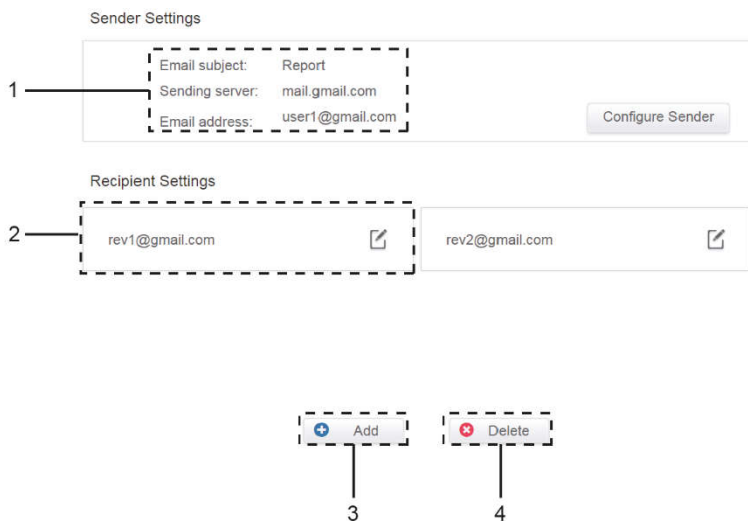 Sender Settings
1
Email subject: Report
Sending server: mail.gmail.com
Email address: user1@gmail.com
Configure Sender
Recipient Settings
2
rev1@gmail.com
rev2@gmail.com
Add
Delete
3
4